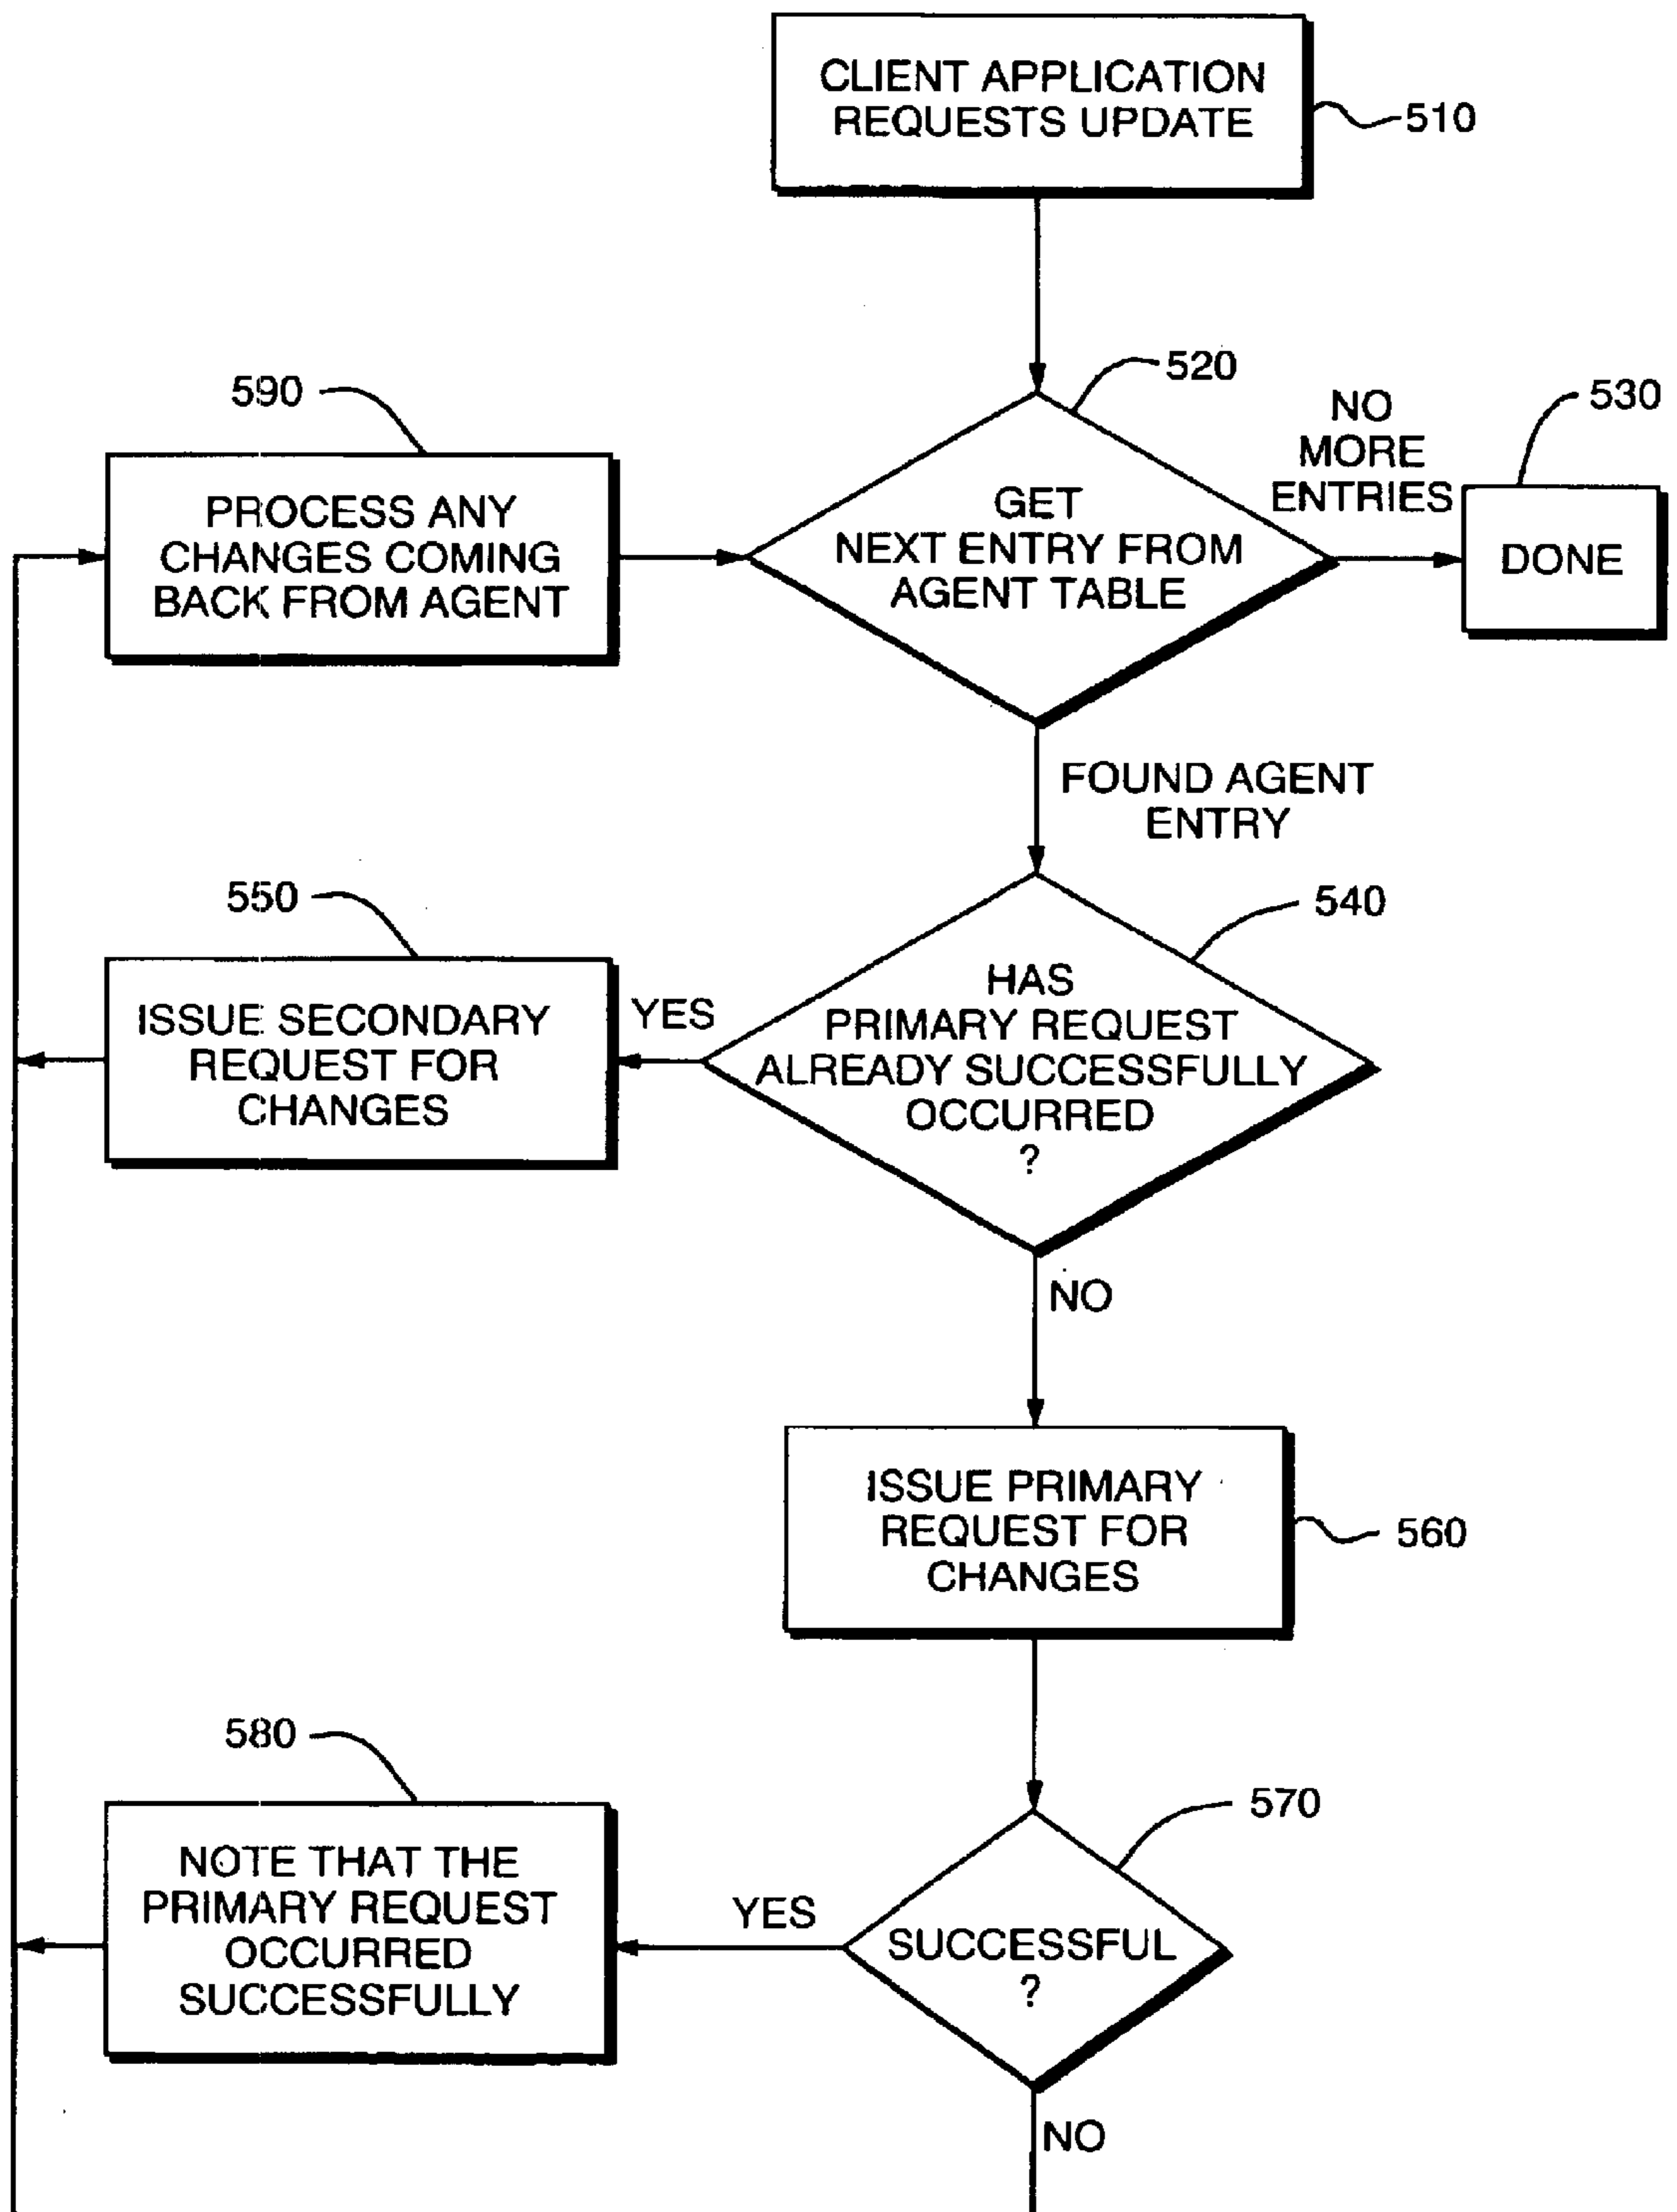 CLIENT APPLICATION
REQUESTS UPDATE
510
520
590
NO
MORE
ENTRIES
530
PROCESS ANY
CHANGES COMING
BACK FROM AGENT
GET
NEXT ENTRY FROM
AGENT TABLE
DONE
FOUND AGENT
ENTRY
550
540
ISSUE SECONDARY
REQUEST FOR
CHANGES
YES
HAS
PRIMARY REQUEST
ALREADY SUCCESSFULLY
OCCURRED
?
NO
ISSUE PRIMARY
REQUEST FOR
CHANGES
560
580
570
NOTE THAT THE
PRIMARY REQUEST
OCCURRED
SUCCESSFULLY
YES
SUCCESSFUL
?
NO